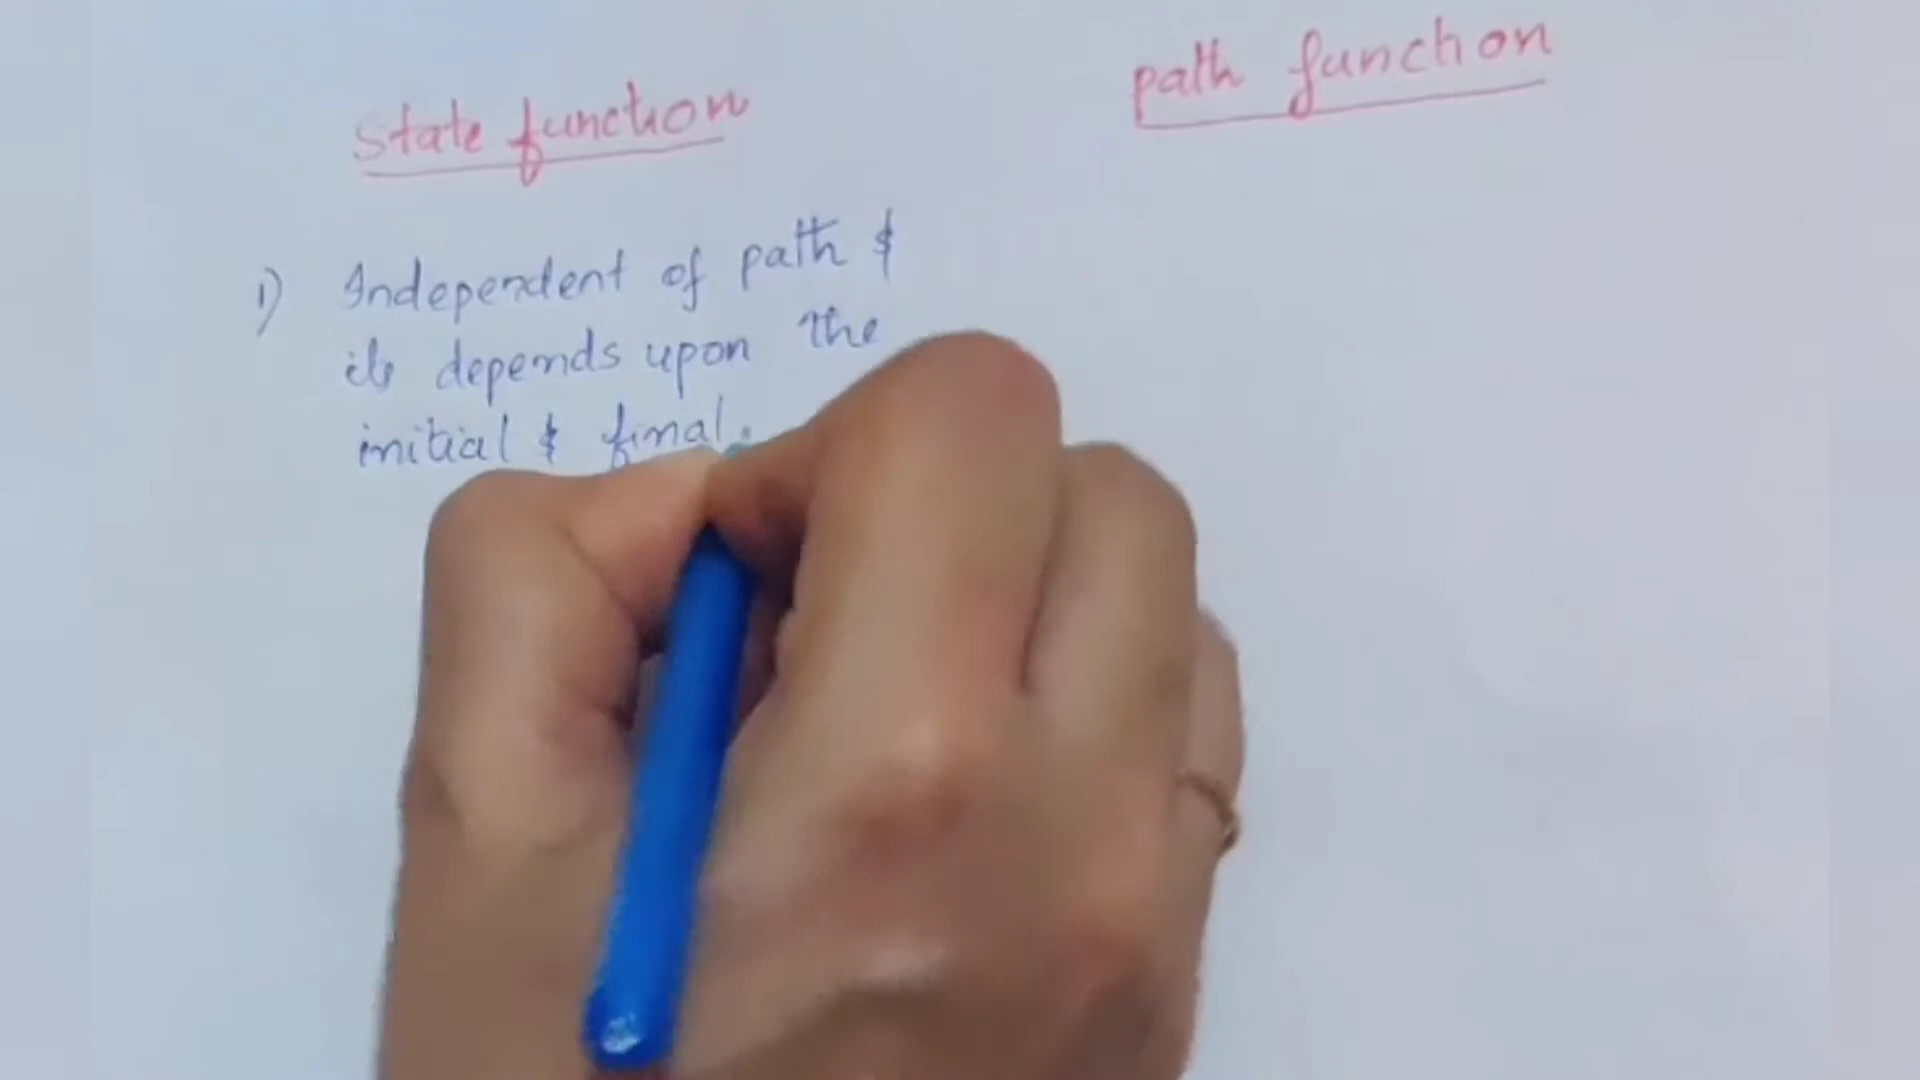 State function
path function
1) Independent of path &
its depends upon the
initial & final